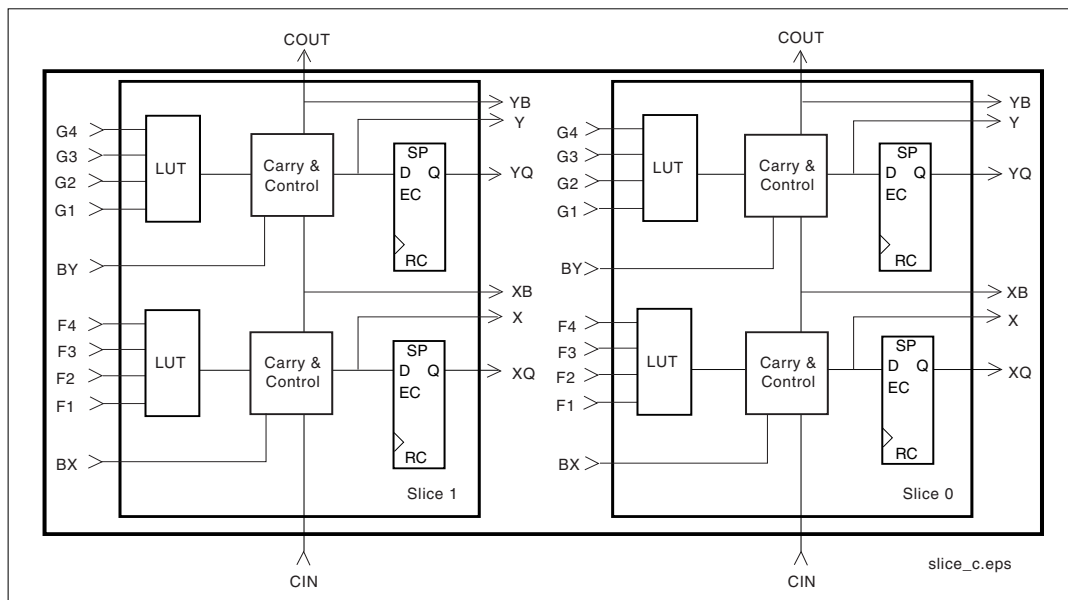 COUT
COUT
YB
Y
G4
G3
G2
G1
LUT
Carry &
Control
SP
D Q
EC
RC
YQ
BY
XB
X
F4
F3
F2
F1
LUT
Carry &
Control
SP
D Q
EC
RC
XQ
BX
Slice 1
CIN
YB
Y
G4
G3
G2
G1
LUT
Carry &
Control
SP
D Q
EC
RC
YQ
BY
XB
X
F4
F3
F2
F1
LUT
Carry &
Control
SP
D Q
EC
RC
XQ
BX
Slice 0
CIN
slice_c.eps